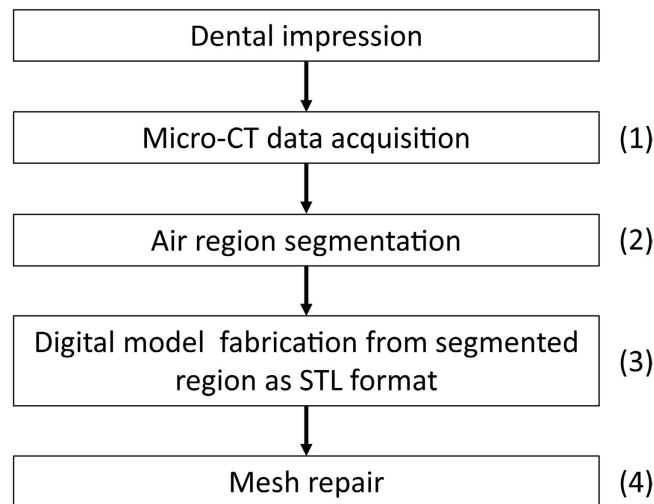 Dental impression
Micro-CT data acquisition (1)
Air region segmentation (2)
Digital model fabrication from segmented
region as STL format (3)
Mesh repair (4)